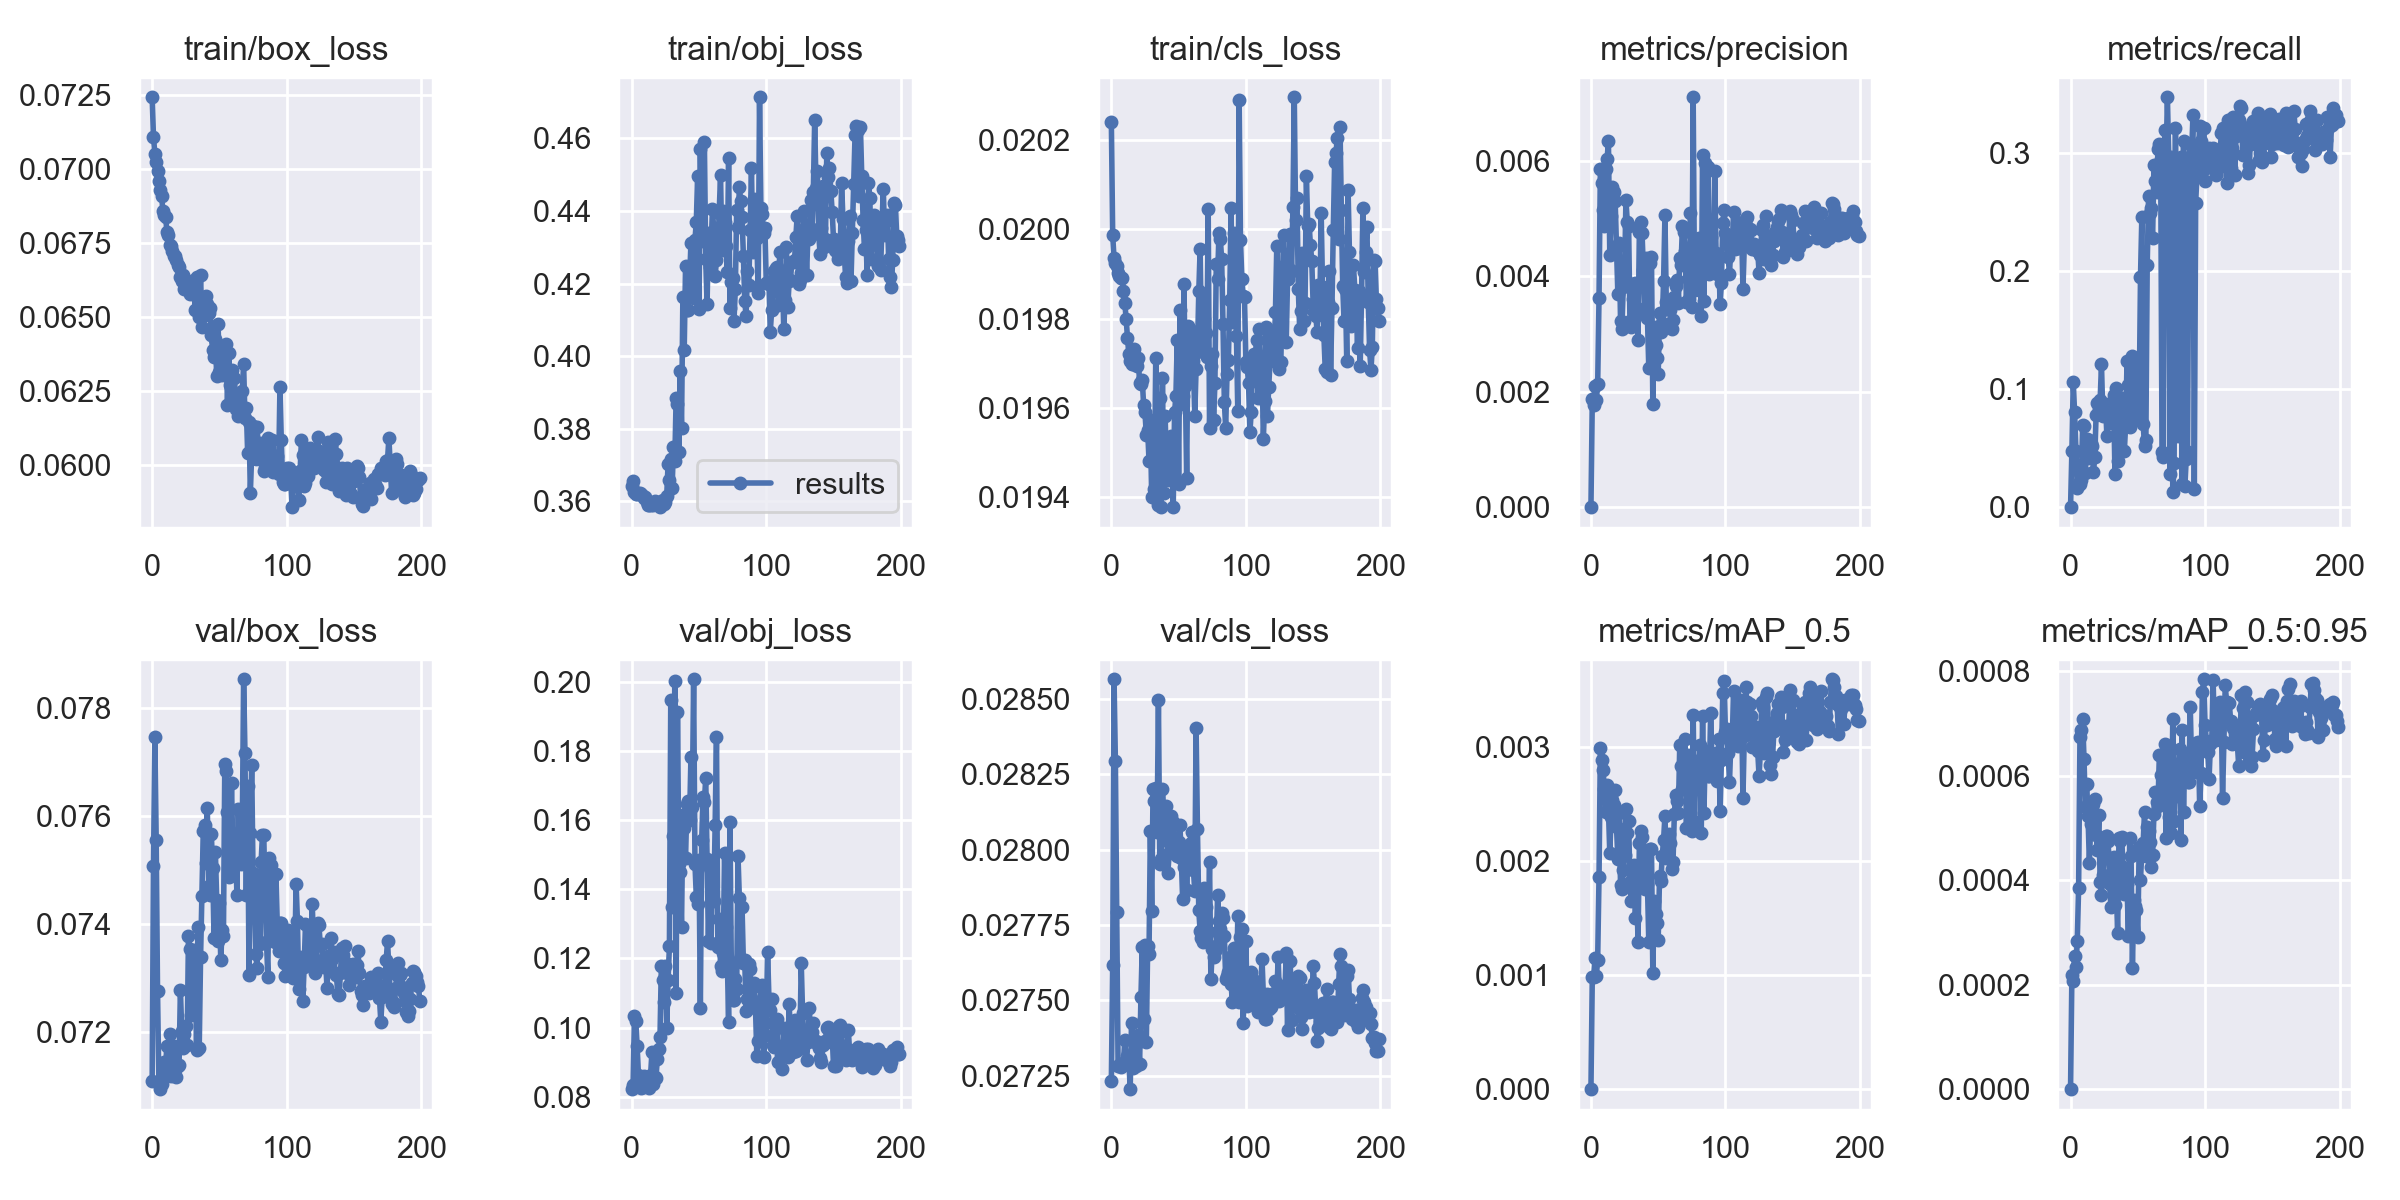 train/box_loss
train/obj_loss
train/cls_loss
metrics/precision
metrics/recall
0.0725
0.0700
0.0675
0.0650
0.0625
0.0600
0 100 200
0.46
0.44
0.42
0.40
0.38
0.36
results
0 100 200
0.0202
0.0200
0.0198
0.0196
0.0194
0 100 200
0.006
0.004
0.002
0.000
0 100 200
0.3
0.2
0.1
0.0
0 100 200
val/box_loss
val/obj_loss
val/cls_loss
metrics/mAP_0.5
metrics/mAP_0.5:0.95
0.078
0.076
0.074
0.072
0 100 200
0.20
0.18
0.16
0.14
0.12
0.10
0.08
0 100 200
0.02850
0.02825
0.02800
0.02775
0.02750
0.02725
0 100 200
0.003
0.002
0.001
0.000
0 100 200
0.0008
0.0006
0.0004
0.0002
0.0000
0 100 200